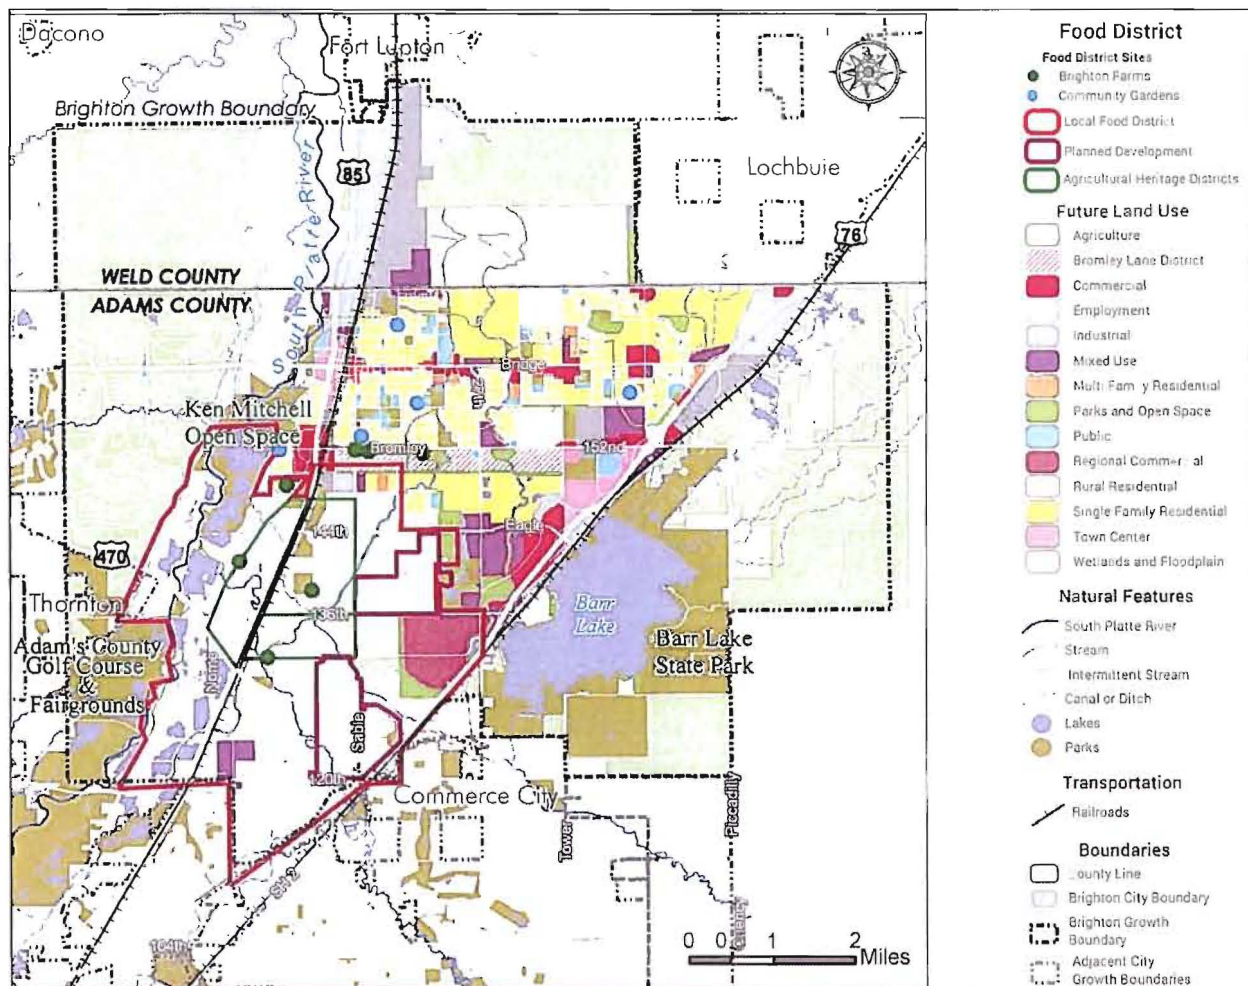 Dacono
Fort Lupton
Brighton Growth Boundary
South Platte River
85
Lochbuie
76
WELD COUNTY
ADAMS COUNTY
Bridge
27th
Ken Mitchell
Open Space
Bromley
152nd
144th
Eagle
470
Thornton
136th
Barr
Lake
Adam's County
Golf Course
&
Fairgrounds
Barr Lake
State Park
Sable
120th
Commerce City
Tower
Piccadilly
SH 2
104th
0
1
2
Miles
Food District
Food District Sites
Brighton Farms
Community Gardens
Local Food District
Planned Development
Agricultural Heritage Districts
Future Land Use
Agriculture
Bromley Lane District
Commercial
Employment
Industrial
Mixed Use
Multi Family Residential
Parks and Open Space
Public
Regional Commercial
Rural Residential
Single Family Residential
Town Center
Wetlands and Floodplain
Natural Features
South Platte River
Stream
Intermittent Stream
Canal or Ditch
Lakes
Parks
Transportation
Railroads
Boundaries
County Line
Brighton City Boundary
Brighton Growth
Boundary
Adjacent City
Growth Boundaries